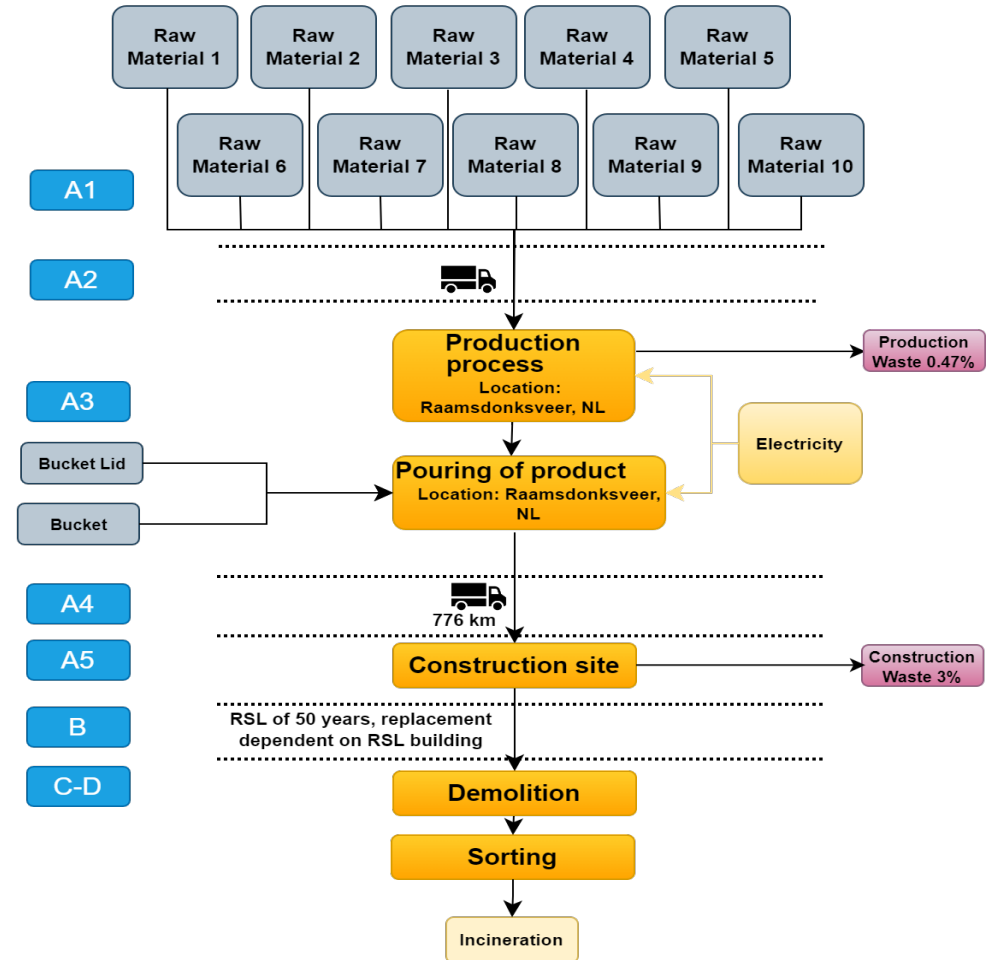 Raw
Material 1
Raw
Material 2
Raw
Material 3
Raw
Material 4
Raw
Material 5
Raw
Material 6
Raw
Material 7
Raw
Material 8
Raw
Material 9
Raw
Material 10
A1
A2
Production
process
Location:
Raamsdonksveer, NL
Production
Waste 0.47%
A3
Electricity
Bucket Lid
Pouring of product
Location: Raamsdonksveer,
NL
Bucket
A4
776 km
A5
Construction site
Construction
Waste 3%
B
RSL of 50 years, replacement
dependent on RSL building
C-D
Demolition
Sorting
Incineration